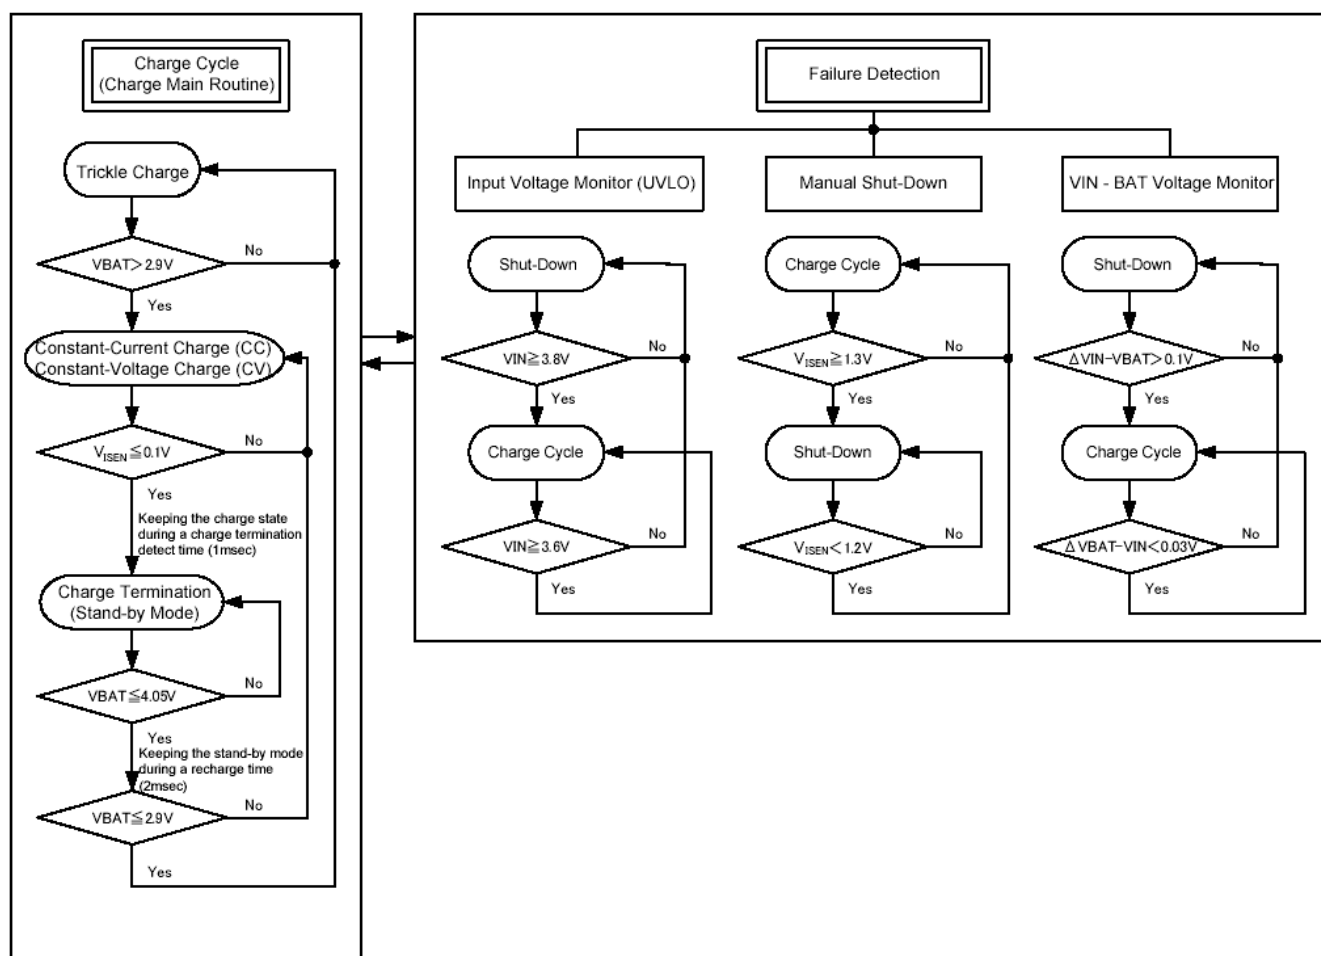 Charge Cycle
(Charge Main Routine)
Trickle Charge
VBAT>2.9V
No
Yes
Constant-Current Charge (CC)
Constant-Voltage Charge (CV)
VISEN≦0.1V
No
Yes
Keeping the charge state
during a charge termination
detect time (1msec)
Charge Termination
(Stand-by Mode)
VBAT≦4.05V
No
Yes
Keeping the stand-by mode
during a recharge time
(2msec)
VBAT≦2.9V
No
Yes
Failure Detection
Input Voltage Monitor (UVLO)
Shut-Down
VIN≧3.8V
No
Yes
Charge Cycle
VIN≧3.6V
No
Yes
Manual Shut-Down
Charge Cycle
VISEN≧1.3V
No
Yes
Shut-Down
VISEN<1.2V
No
Yes
VIN - BAT Voltage Monitor
Shut-Down
ΔVIN-VBAT>0.1V
No
Yes
Charge Cycle
ΔVBAT-VIN<0.03V
No
Yes